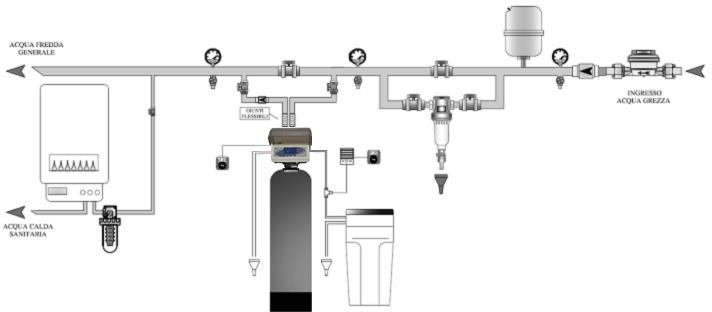 ACQUA FREDDA
GENERALE
GIUNTI
FLESSIBILI
INGRESSO
ACQUA GREZZA
ACQUA CALDA
SANITARIA